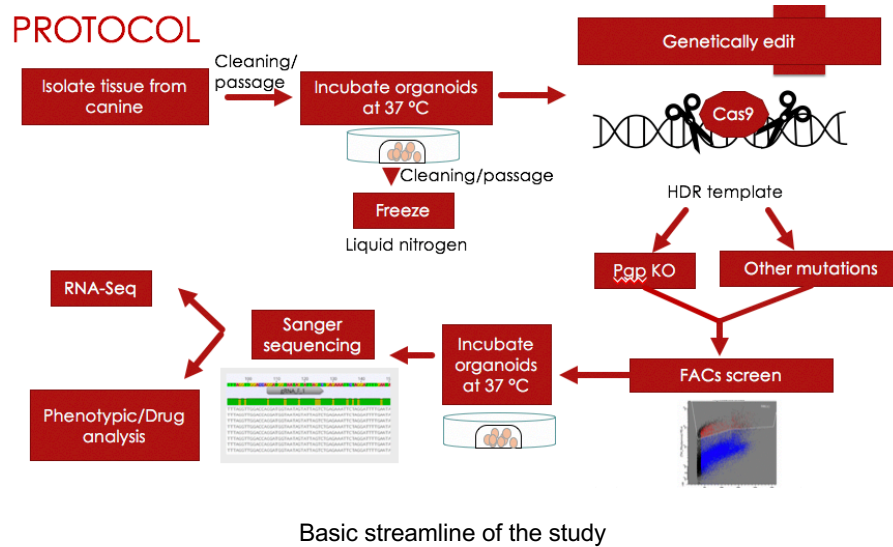 PROTOCOL
Isolate tissue from
canine
Cleaning/
passage
Incubate organoids
at 37 °C
Genetically edit
Cas9
Cleaning/passage
Freeze
Liquid nitrogen
HDR template
Pgp KO
Other mutations
FACs screen
Incubate
organoids
at 37 °C
Sanger
sequencing
RNA-Seq
Phenotypic/Drug
analysis
Basic streamline of the study